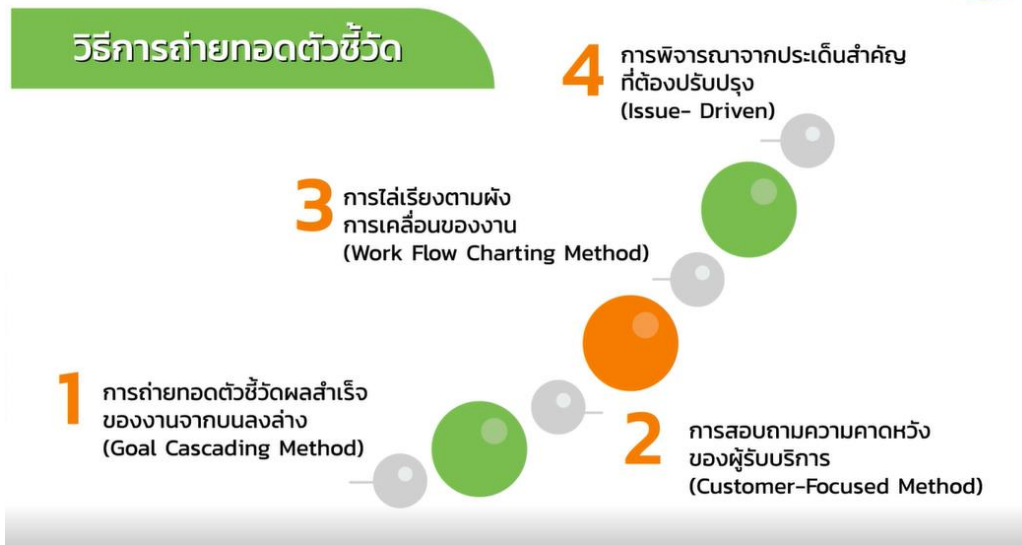 วิธีการถ่ายทอดตัวชี้วัด
4
การพิจารณาจากประเด็นสำคัญ
ที่ต้องปรับปรุง
(Issue- Driven)
3
การไล่เรียงตามผัง
การเคลื่อนของงาน
(Work Flow Charting Method)
1
การถ่ายทอดตัวชี้วัดผลสำเร็จ
ของงานจากบนลงล่าง
(Goal Cascading Method)
2
การสอบถามความคาดหวัง
ของผู้รับบริการ
(Customer-Focused Method)